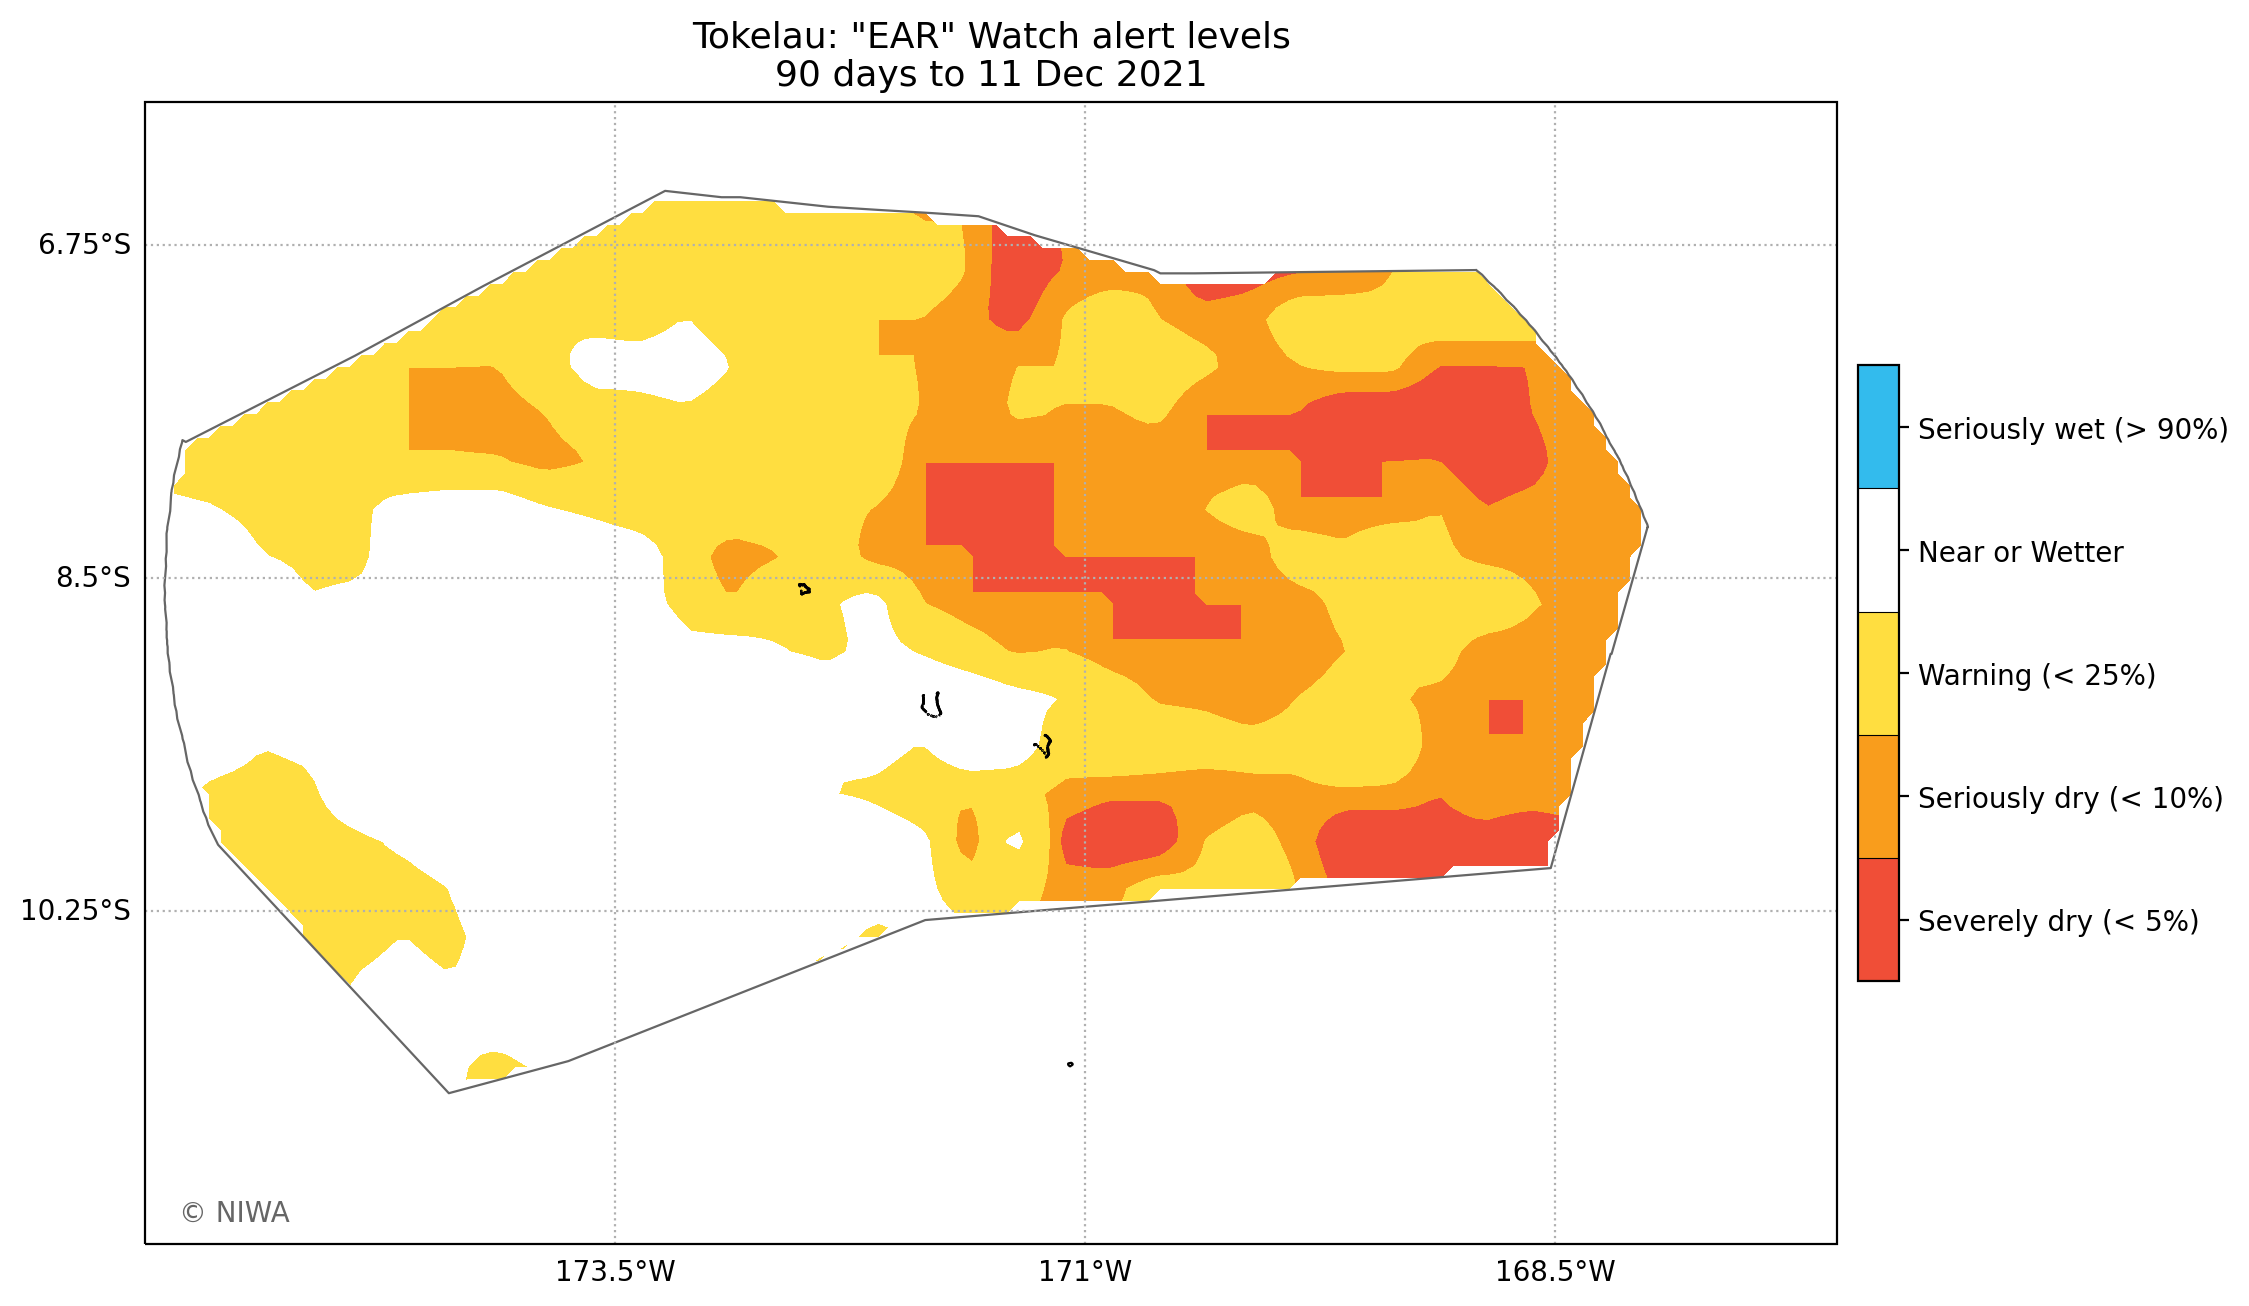 Tokelau: "EAR" Watch alert levels
90 days to 11 Dec 2021
6.75°S
8.5°S
10.25°S
173.5°W
171°W
168.5°W
Seriously wet (> 90%)
Near or Wetter
Warning (< 25%)
Seriously dry (< 10%)
Severely dry (< 5%)
© NIWA